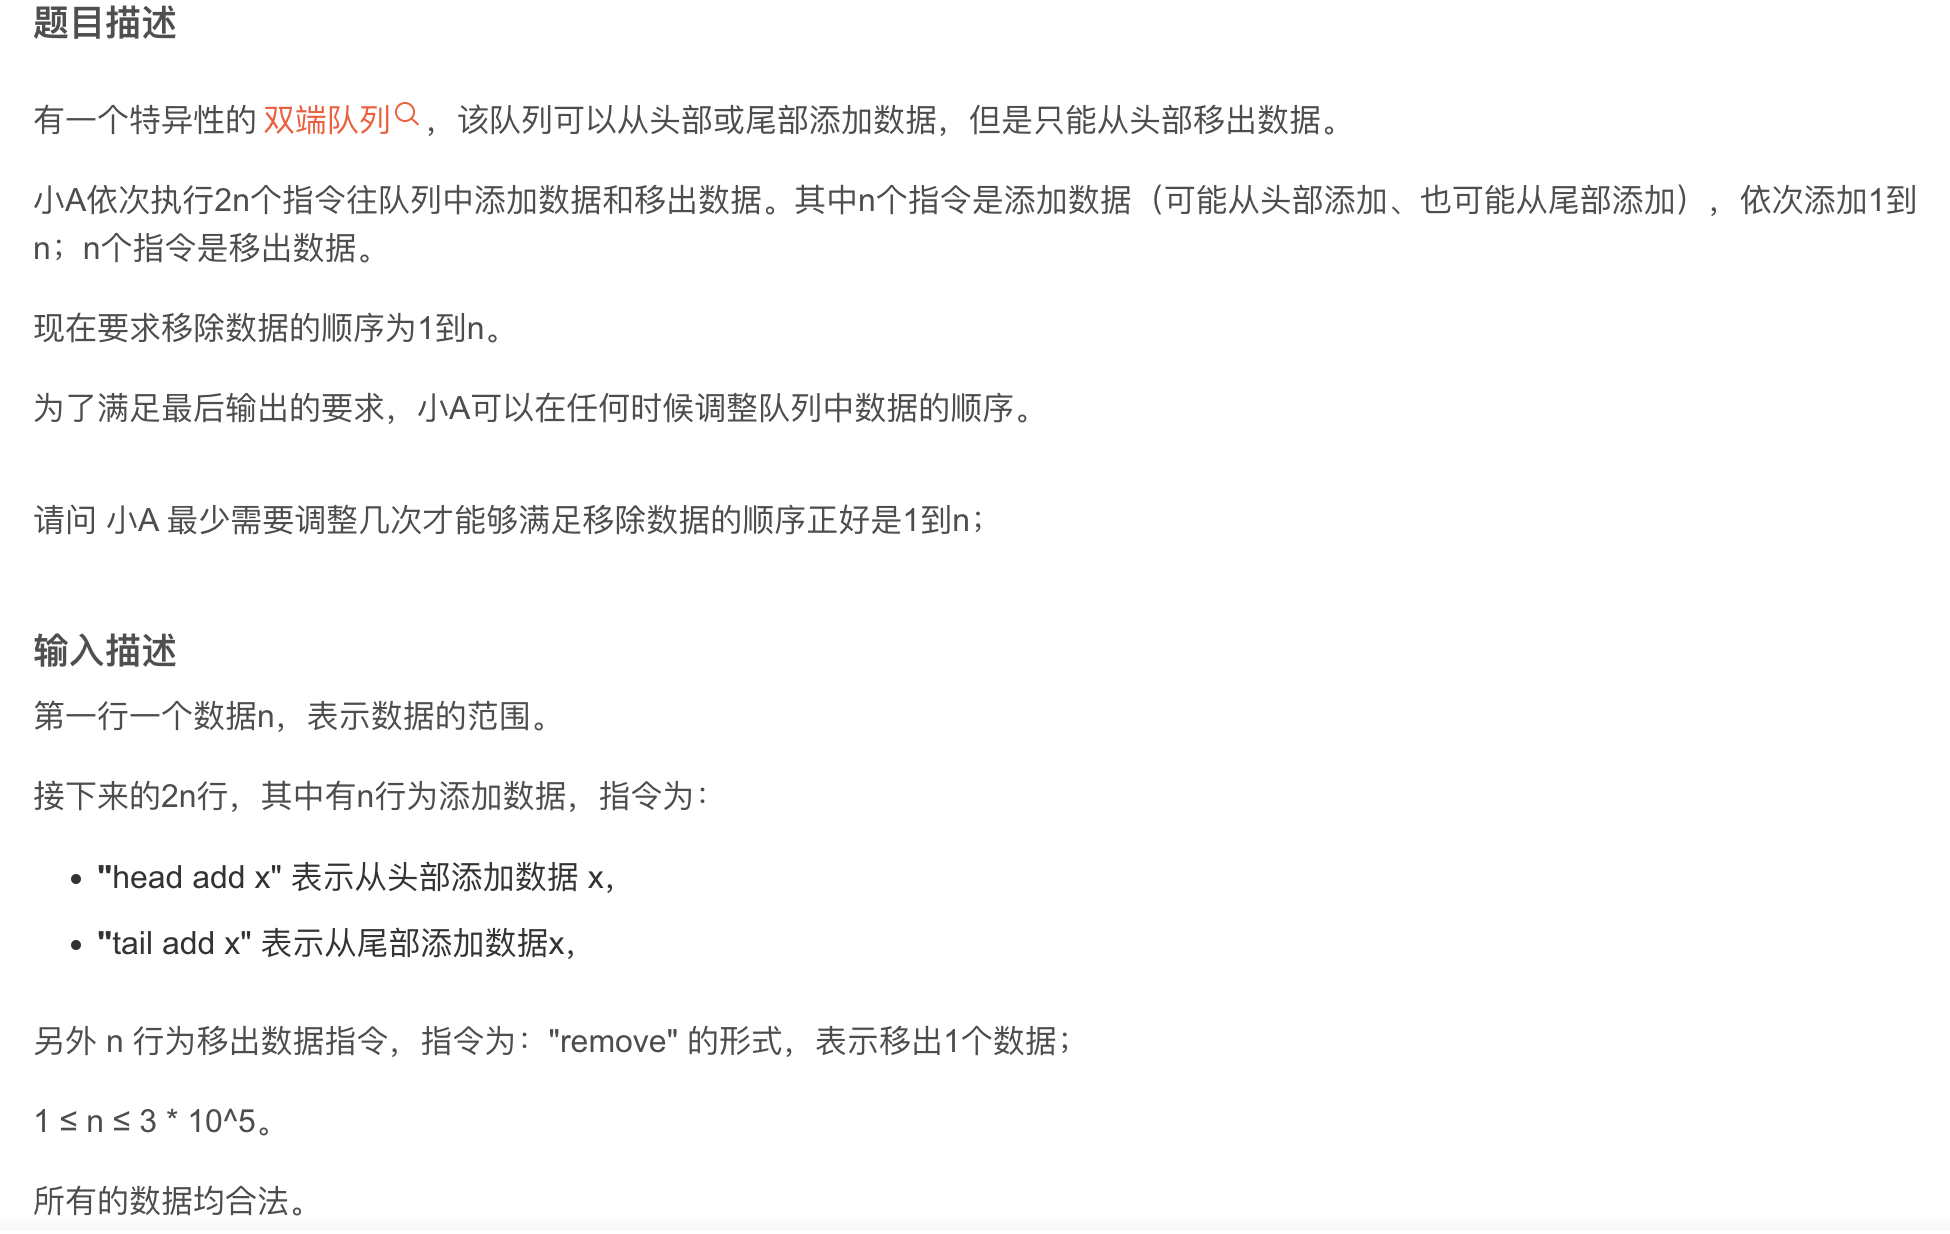 题目描述
有一个特异性的 双端队列，该队列可以从头部或尾部添加数据，但是只能从头部移出数据。
小A依次执行2n个指令往队列中添加数据和移出数据。其中n个指令是添加数据（可能从头部添加、也可能从尾部添加），依次添加1到
n；n个指令是移出数据。
现在要求移除数据的顺序为1到n。
为了满足最后输出的要求，小A可以在任何时候调整队列中数据的顺序。
请问 小A 最少需要调整几次才能够满足移除数据的顺序正好是1到n；
输入描述
第一行一个数据n，表示数据的范围。
接下来的2n行，其中有n行为添加数据，指令为：
• "head add x" 表示从头部添加数据 x，
• "tail add x" 表示从尾部添加数据x，
另外 n 行为移出数据指令，指令为："remove" 的形式，表示移出1个数据；
1 ≤ n ≤ 3 * 10^5。
所有的数据均合法。